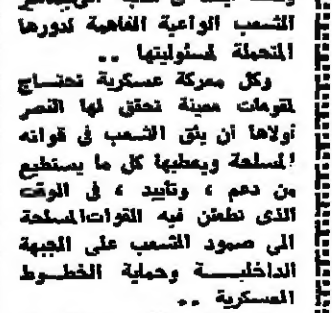 الشعب الواعية الفاهمة لدورها
المتحملة لمسئوليتها ..
وكل معركة عسكرية تحتاج
لمقومات معينة تحقق لها النصر
أولاها أن يثق الشعب في قواته
المسلحة ويعطيها كل ما يستطيع
من دعم ، وتأييد ، في الوقت
الذى تطمئن فيه القوات المسلحة
الى صمود الشعب على الجبهة
الداخليـــــة وحماية الخطـــوط
العسكرية ..